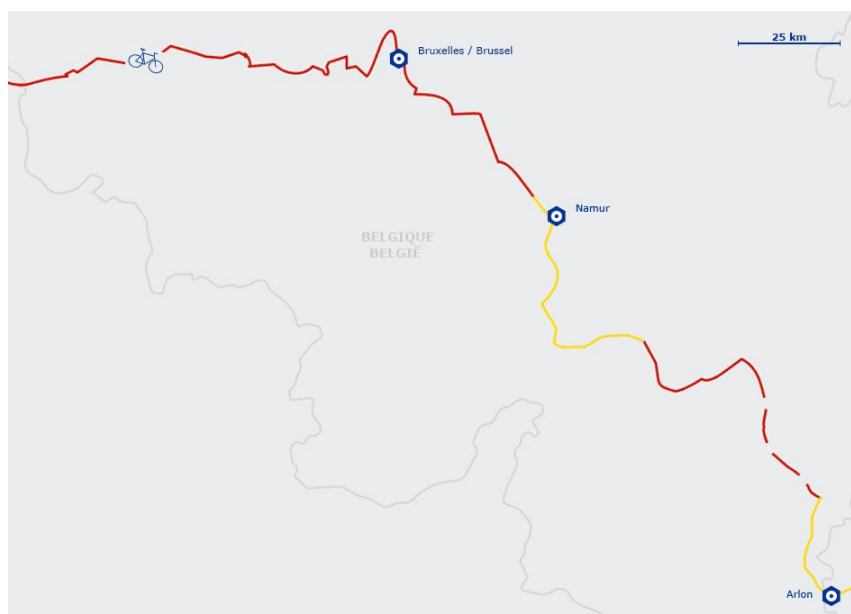 25 km
Bruxelles / Brussel
Namur
BELGIQUE
BELGIË
Arlon